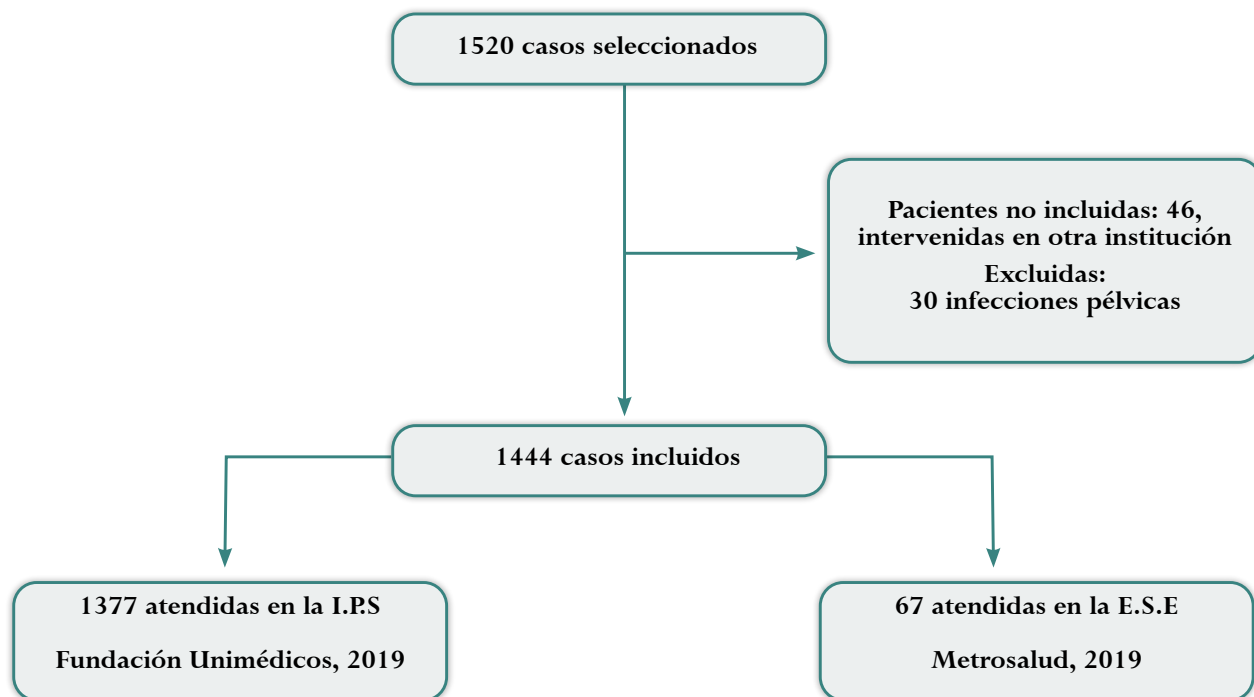 1520 casos seleccionados
Pacientes no incluidas: 46,
intervenidas en otra institución
Excluidas:
30 infecciones pélvicas
1444 casos incluidos
1377 atendidas en la I.P.S
Fundación Unimédicos, 2019
67 atendidas en la E.S.E
Metrosalud, 2019